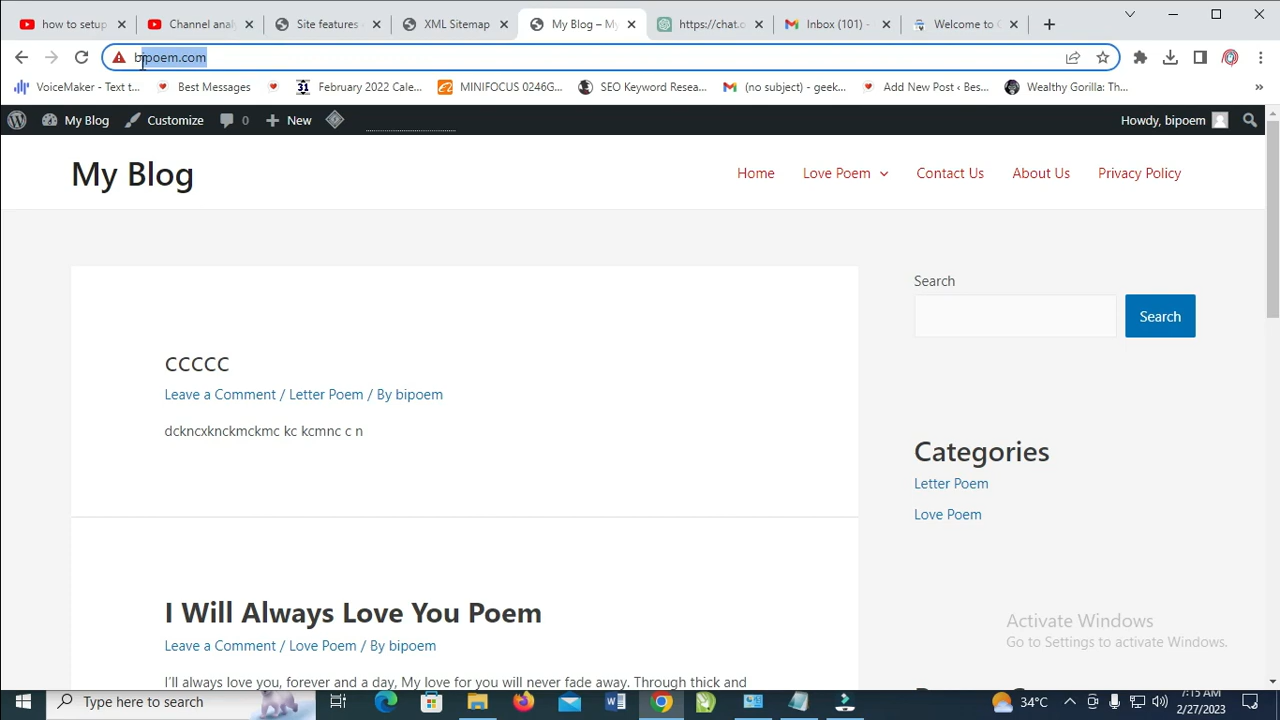 how to setup
Channel anal
Site features
XML Sitemap
My Blog – My
https://chat.o
Inbox (101) -
Welcome to C
bipoem.com
VoiceMaker - Text t...
Best Messages
31
February 2022 Cale...
MINIFOCUS 0246G...
SEO Keyword Resea...
(no subject) - geek...
Add New Post ‹ Bes...
Wealthy Gorilla: Th...
»
My Blog
Customize
0
New
Howdy, bipoem
My Blog
Home
Love Poem
Contact Us
About Us
Privacy Policy
CCCCC
Leave a Comment / Letter Poem / By bipoem
dckncxknckmckmc kc kcmnc c n
I Will Always Love You Poem
Leave a Comment / Love Poem / By bipoem
I'll always love you, forever and a day, My love for you will never fade away. Through thick and
Search
Search
Categories
Letter Poem
Love Poem
Activate Windows
Go to Settings to activate Windows.
Type here to search
34°C
7:15 AM
2/27/2023